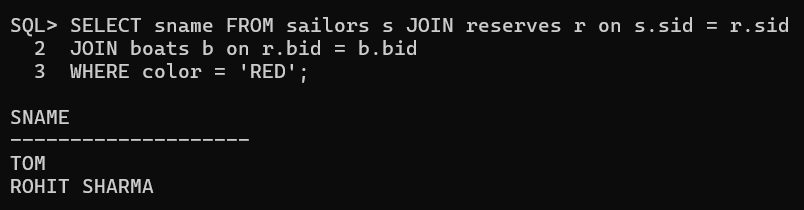 SQL> SELECT sname FROM sailors s JOIN reserves r on s.sid = r.sid
  2  JOIN boats b on r.bid = b.bid
  3  WHERE color = 'RED';
SNAME
--------------------
TOM
ROHIT SHARMA